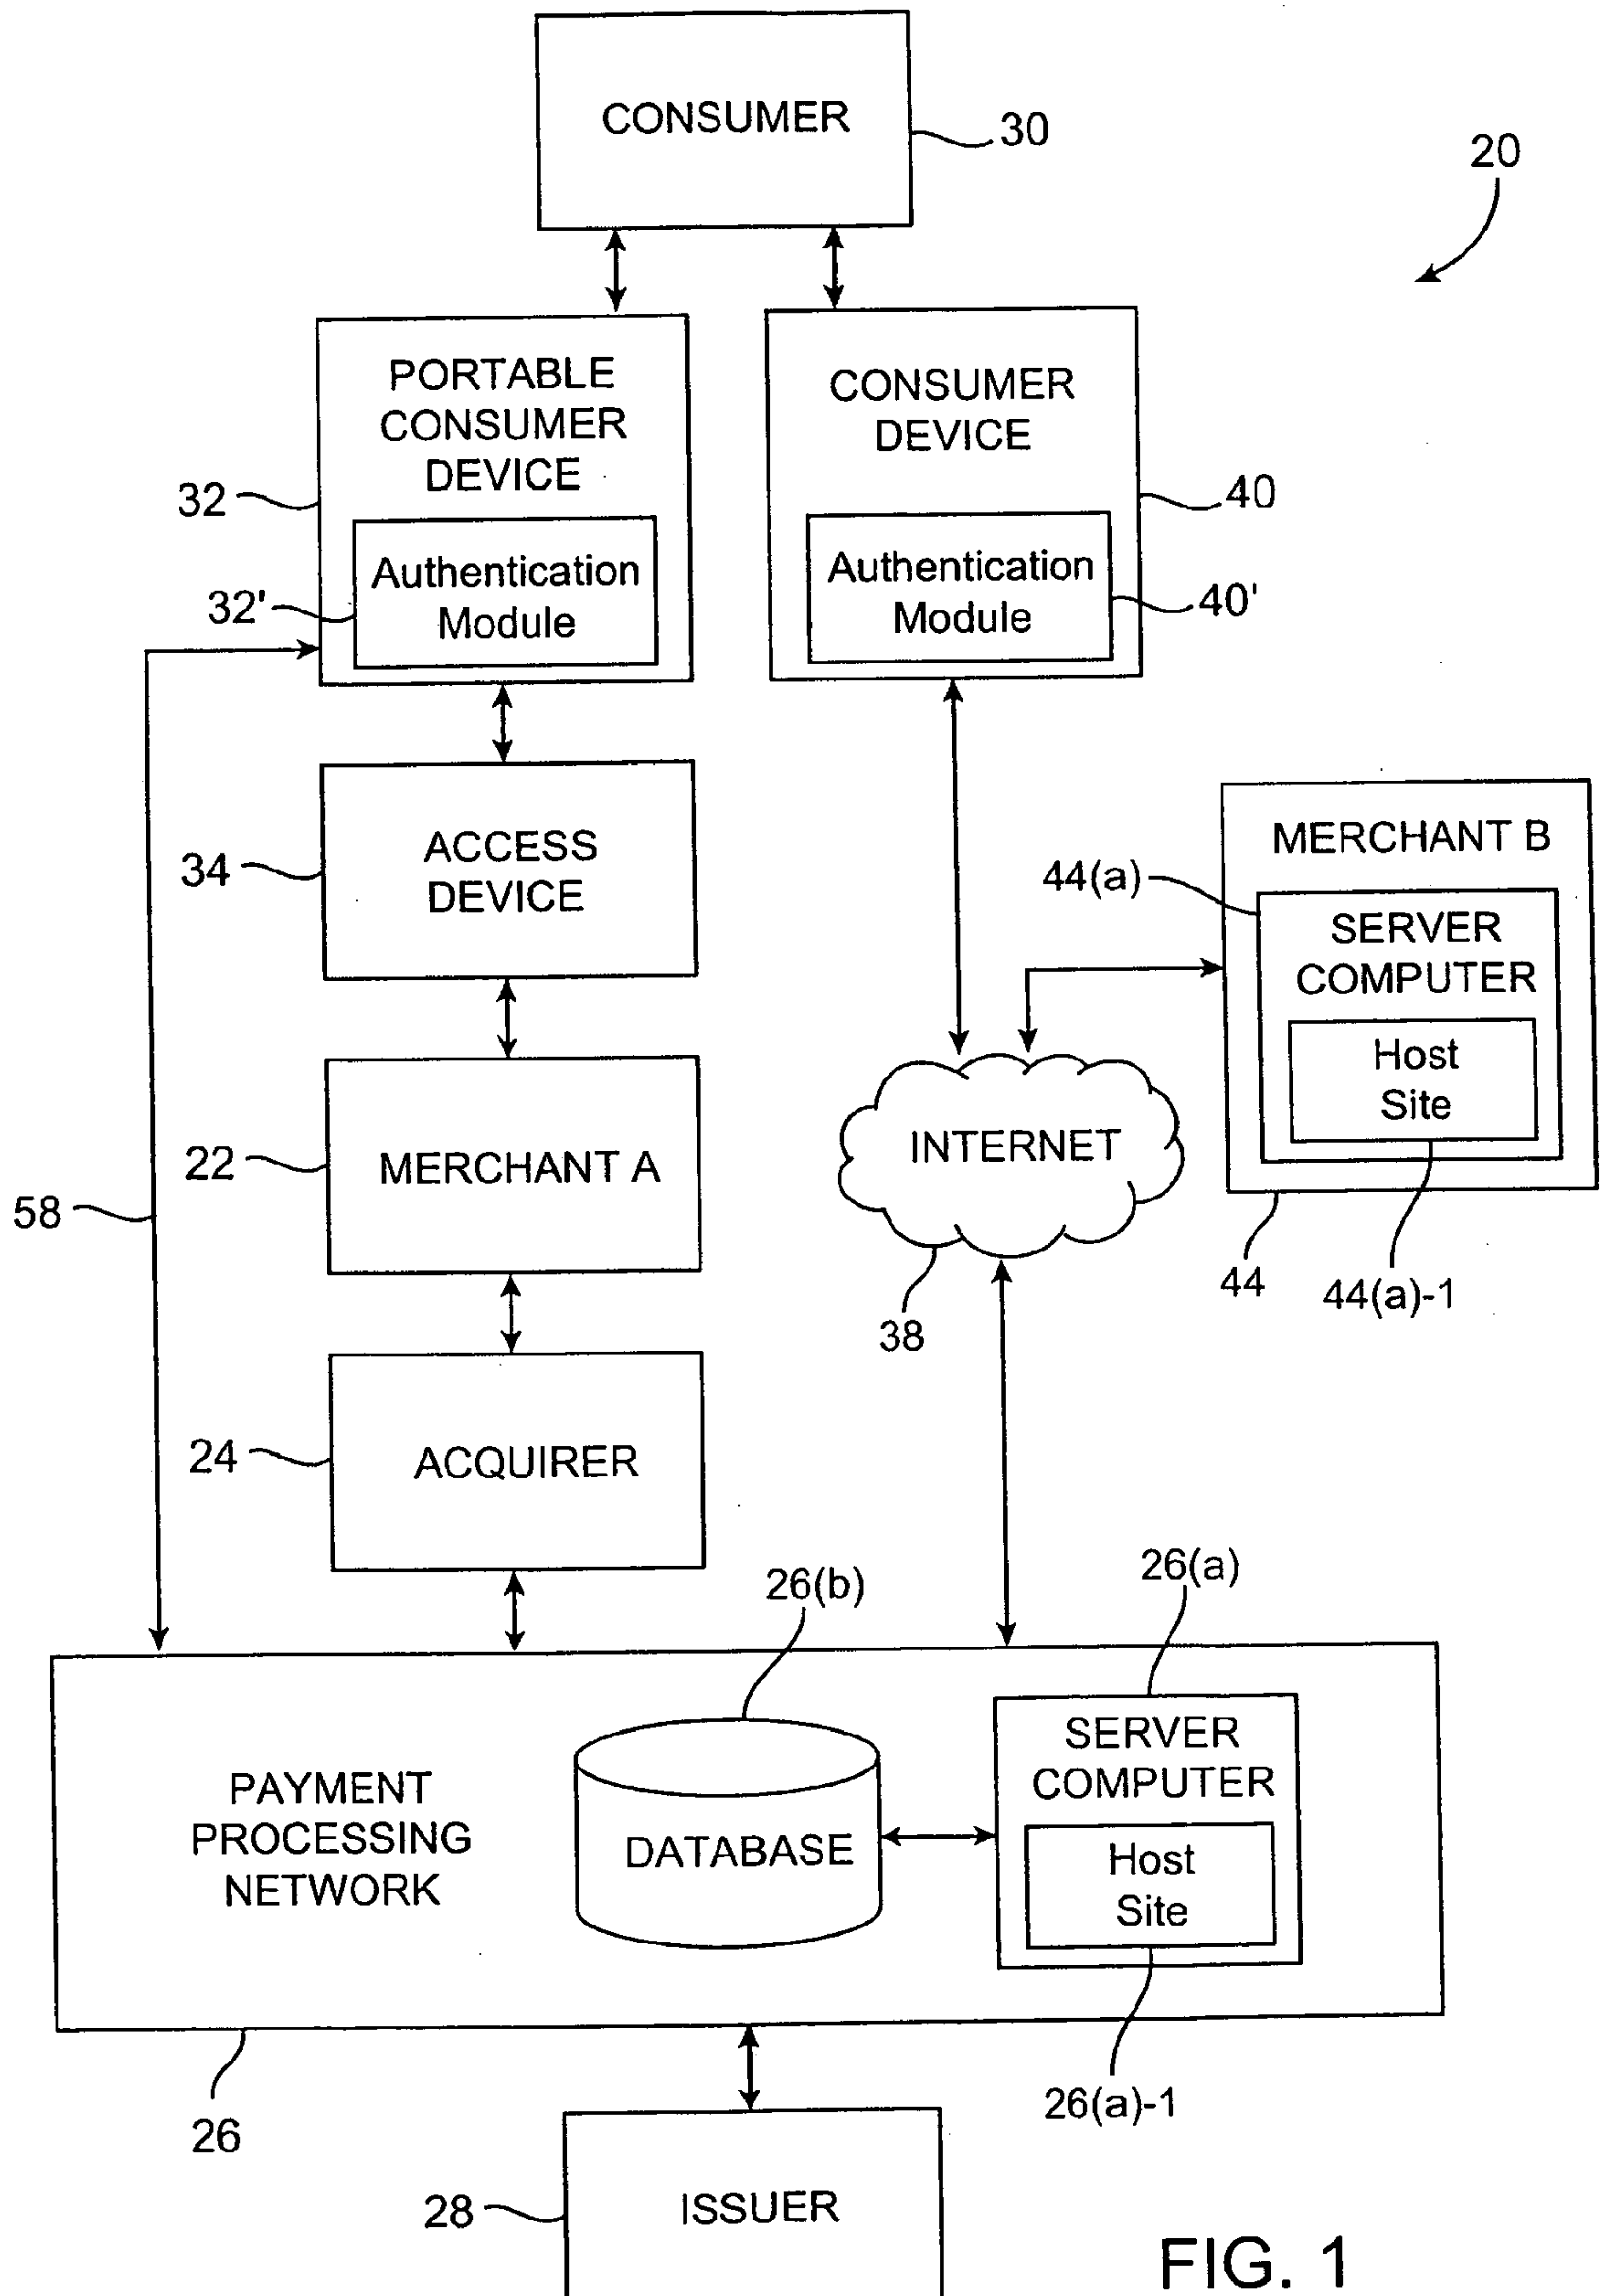 CONSUMER
30
20
PORTABLE
CONSUMER
DEVICE
32
Authentication
Module
32'
CONSUMER
DEVICE
40
Authentication
Module
40'
ACCESS
DEVICE
34
MERCHANT B
44(a)
SERVER
COMPUTER
Host
Site
44
44(a)-1
MERCHANT A
22
58
INTERNET
38
ACQUIRER
24
26(b)
26(a)
PAYMENT
PROCESSING
NETWORK
DATABASE
SERVER
COMPUTER
Host
Site
26
26(a)-1
ISSUER
28
FIG. 1